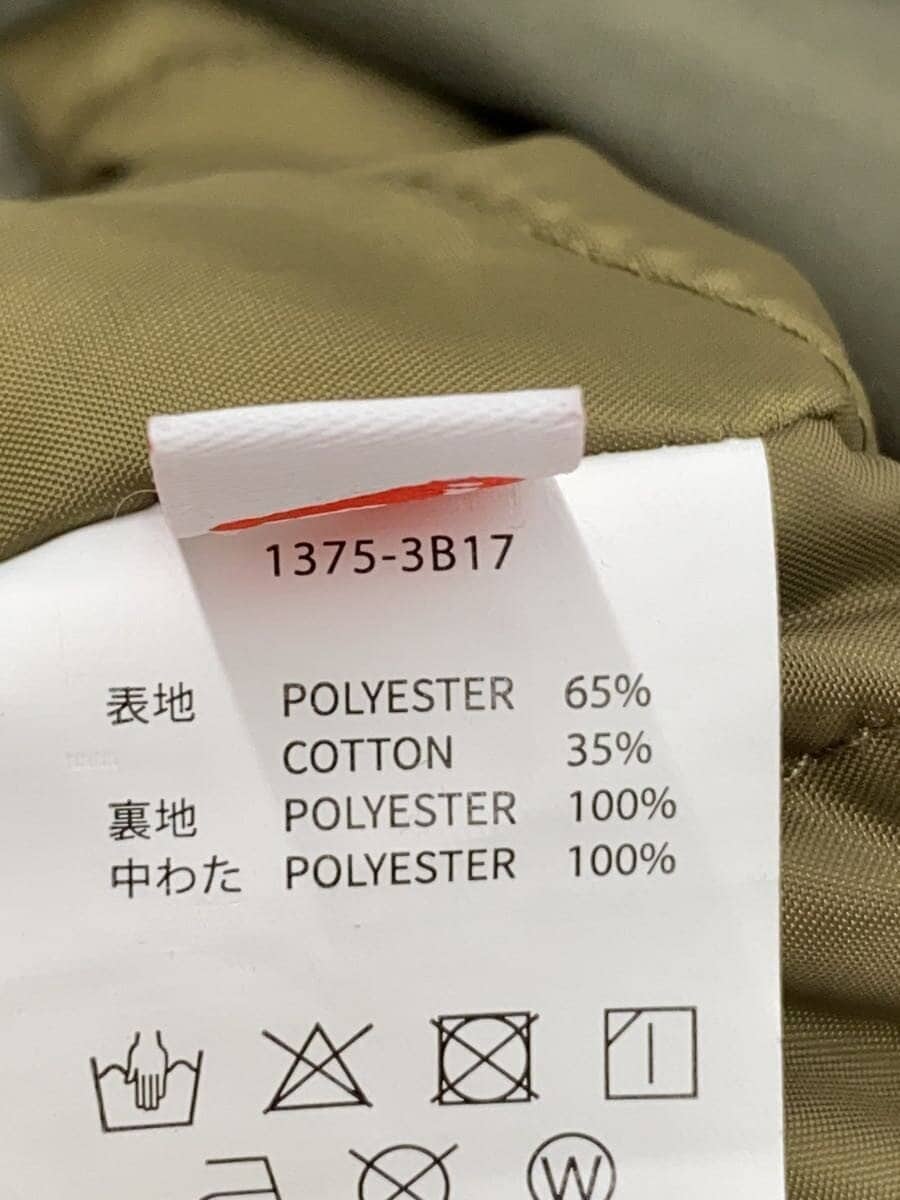 1375-3B17
表地 POLYESTER 65%
COTTON 35%
裏地 POLYESTER 100%
中わた POLYESTER 100%
W